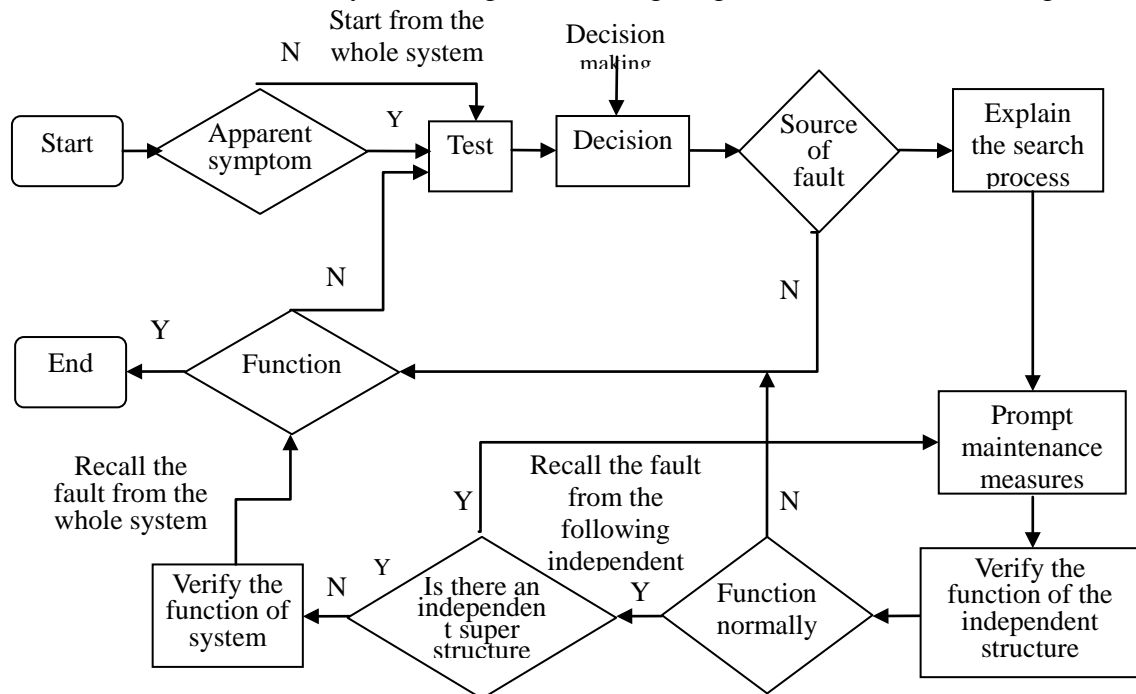 Start from the
whole system
N
Decision
making
Start
Apparent
symptom
Y
Test
Decision
Source
of
fault
Explain
the search
process
N
N
Y
End
Function
Prompt
maintenance
measures
Recall the
fault from the
whole system
Y
Recall the fault
from the
following
independent
N
Verify the
function of
system
N
Y
Is there an
independen
t super
structure
Y
Function
normally
Verify the
function of the
independent
structure